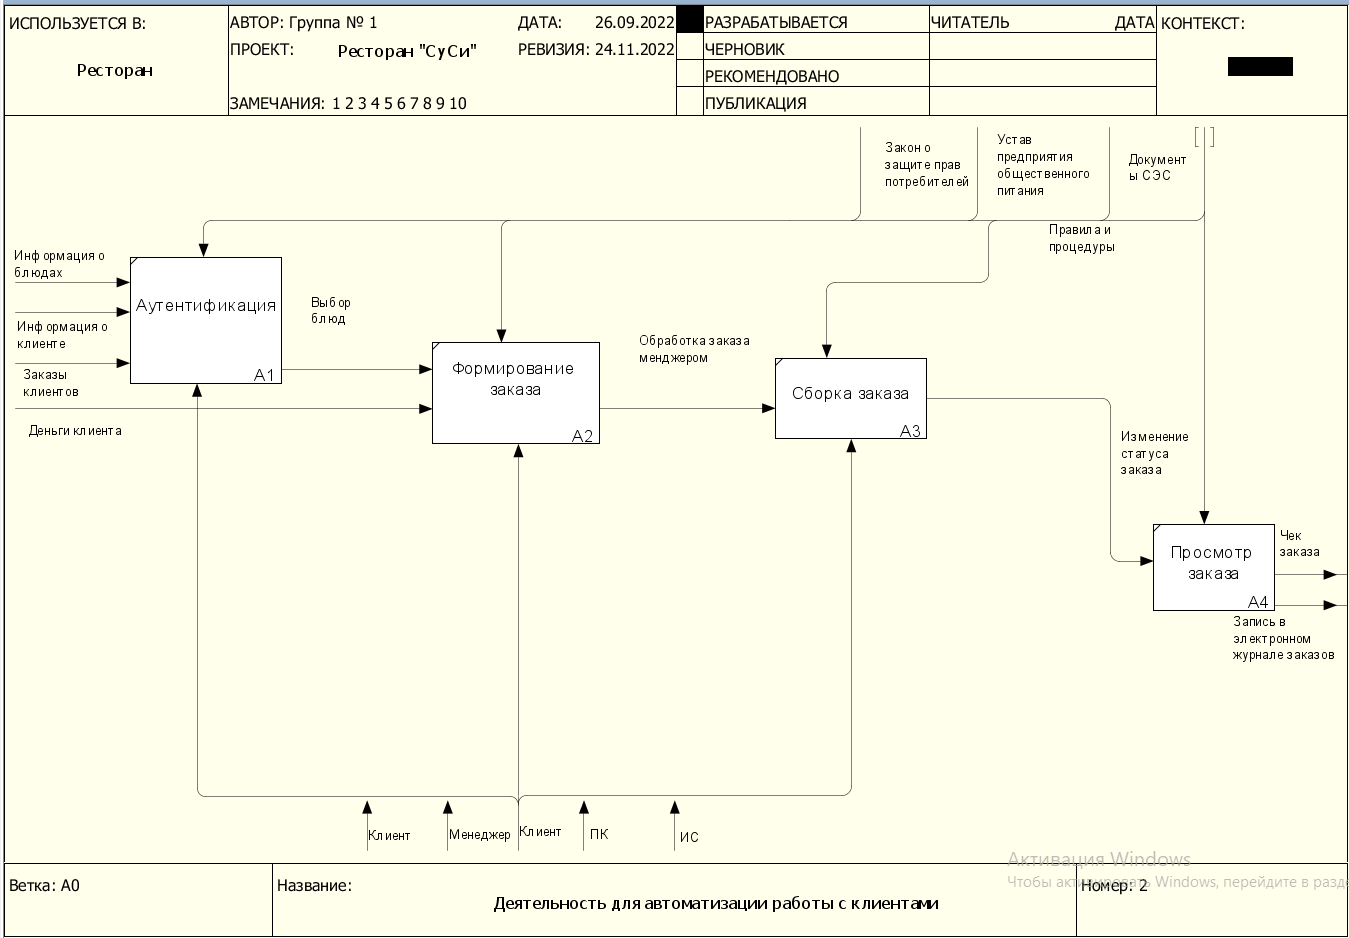 ИСПОЛЬЗУЕТСЯ В:
Ресторан
АВТОР: Группа № 1
ДАТА: 26.09.2022
ПРОЕКТ: Ресторан "СуСи"
РЕВИЗИЯ: 24.11.2022
ЗАМЕЧАНИЯ: 1 2 3 4 5 6 7 8 9 10
РАЗРАБАТЫВАЕТСЯ
ЧЕРНОВИК
РЕКОМЕНДОВАНО
ПУБЛИКАЦИЯ
ЧИТАТЕЛЬ ДАТА
КОНТЕКСТ:
Закон о
защите прав
потребителей
Устав
предприятия
общественного
питания
Документ
ы СЭС
Правила и
процедуры
Информация о
блюдах
Информация о
клиенте
Заказы
клиентов
Деньги клиента
Аутентификация
A1
Выбор
блюд
Формирование
заказа
A2
Обработка заказа
менджером
Сборка заказа
A3
Изменение
статуса
заказа
Просмотр
заказа
A4
Чек
заказа
Запись в
электронном
журнале заказов
Клиент
Менеджер
Клиент
ПК
ИС
Активация Windows
Чтобы активировать Windows, перейдите в разд
Ветка: A0
Название:
Деятельность для автоматизации работы с клиентами
Номер: 2